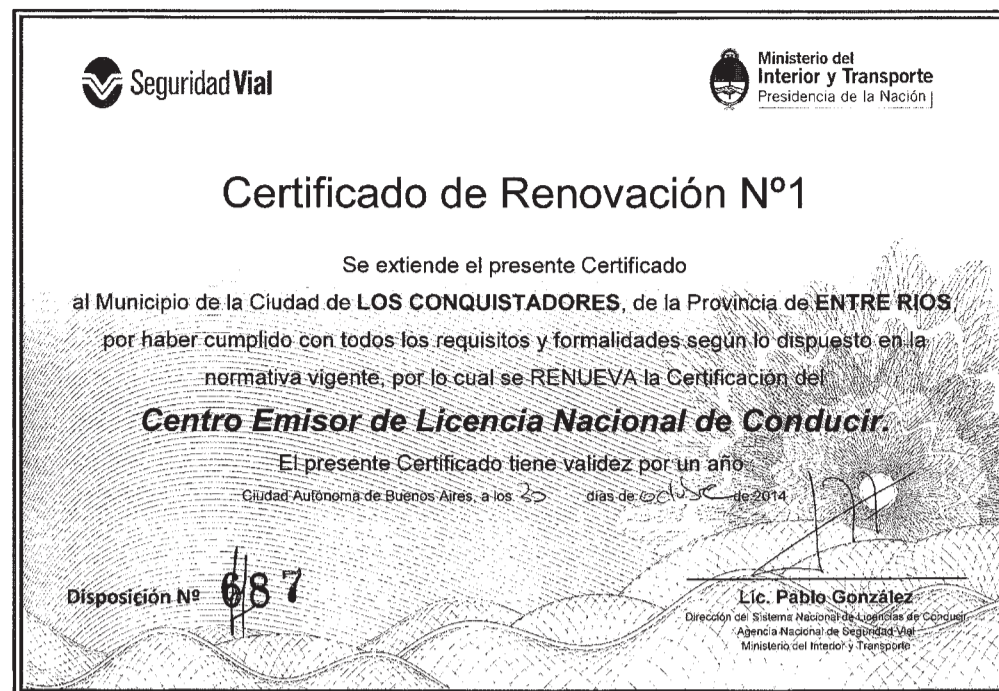 Seguridad Vial
Ministerio del
Interior y Transporte
Presidencia de la Nación
Certificado de Renovación Nº1
Se extiende el presente Certificado
al Municipio de la Ciudad de LOS CONQUISTADORES, de la Provincia de ENTRE RIOS
por haber cumplido con todos los requisitos y formalidades según lo dispuesto en la
normativa vigente, por lo cual se RENUEVA la Certificación del
Centro Emisor de Licencia Nacional de Conducir.
El presente Certificado tiene validez por un año
Ciudad Autónoma de Buenos Aires, a los 30 días de octubre de 2014
Disposición Nº 687
Lic. Pablo González
Dirección del Sistema Nacional de Licencias de Conducir
Agencia Nacional de Seguridad Vial
Ministerio del Interior y Transporte